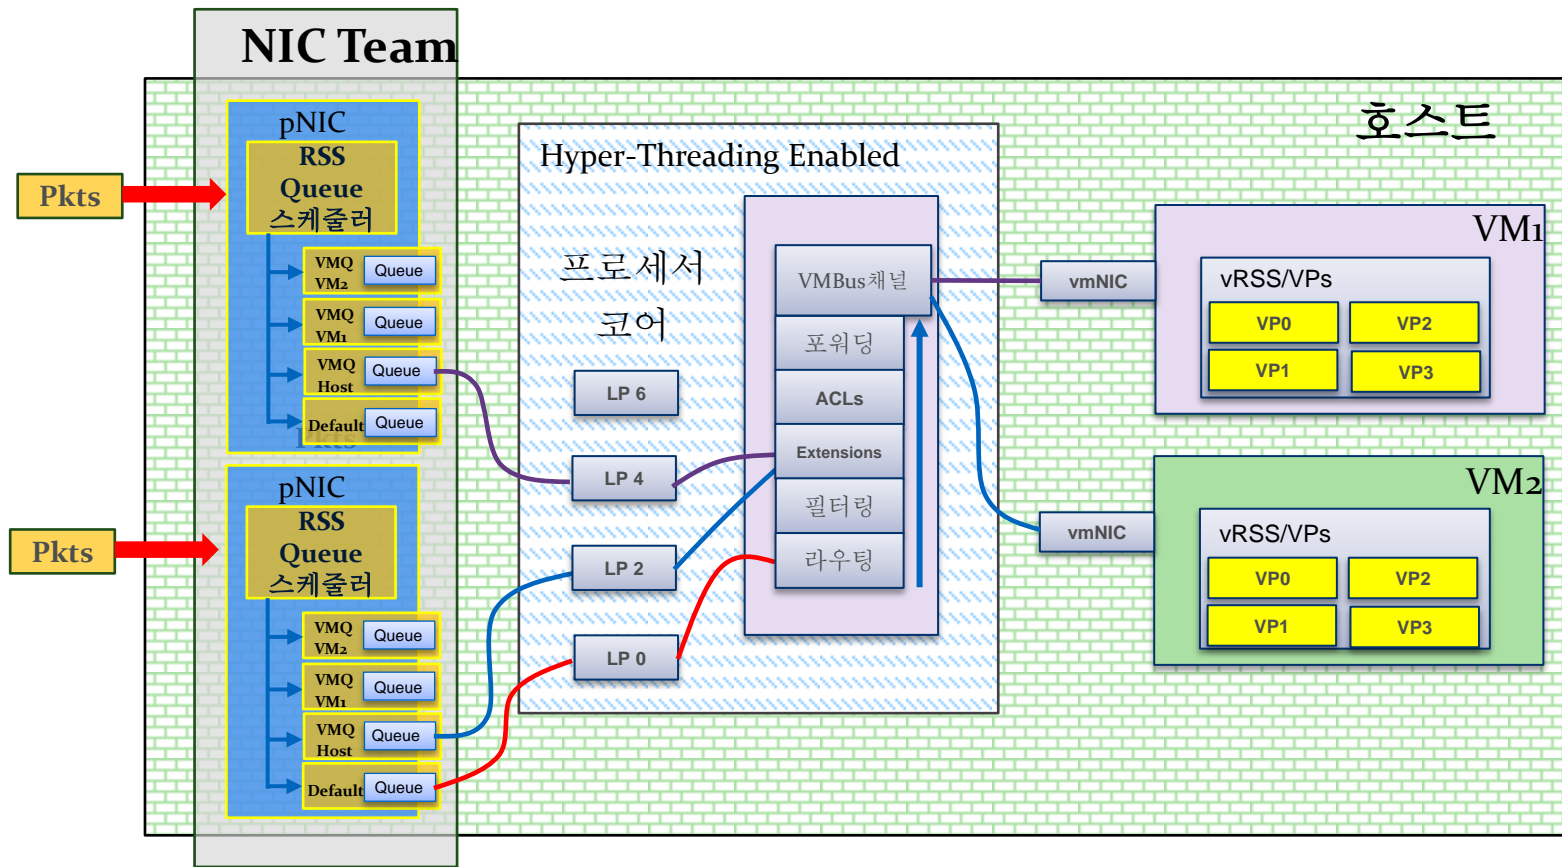 NIC Team
호스트
Pkts
pNIC
RSS
Queue
스케줄러
VMQ
VM2
Queue
VMQ
VM1
Queue
VMQ
Host
Queue
Default
Queue
Pkts
Pkts
pNIC
RSS
Queue
스케줄러
VMQ
VM2
Queue
VMQ
VM1
Queue
VMQ
Host
Queue
Default
Queue
Hyper-Threading Enabled
프로세서
코어
LP 6
LP 4
LP 2
LP 0
VMBus채널
포워딩
ACLs
Extensions
필터링
라우팅
vmNIC
VM1
vRSS/VPs
VP0
VP2
VP1
VP3
vmNIC
VM2
vRSS/VPs
VP0
VP2
VP1
VP3